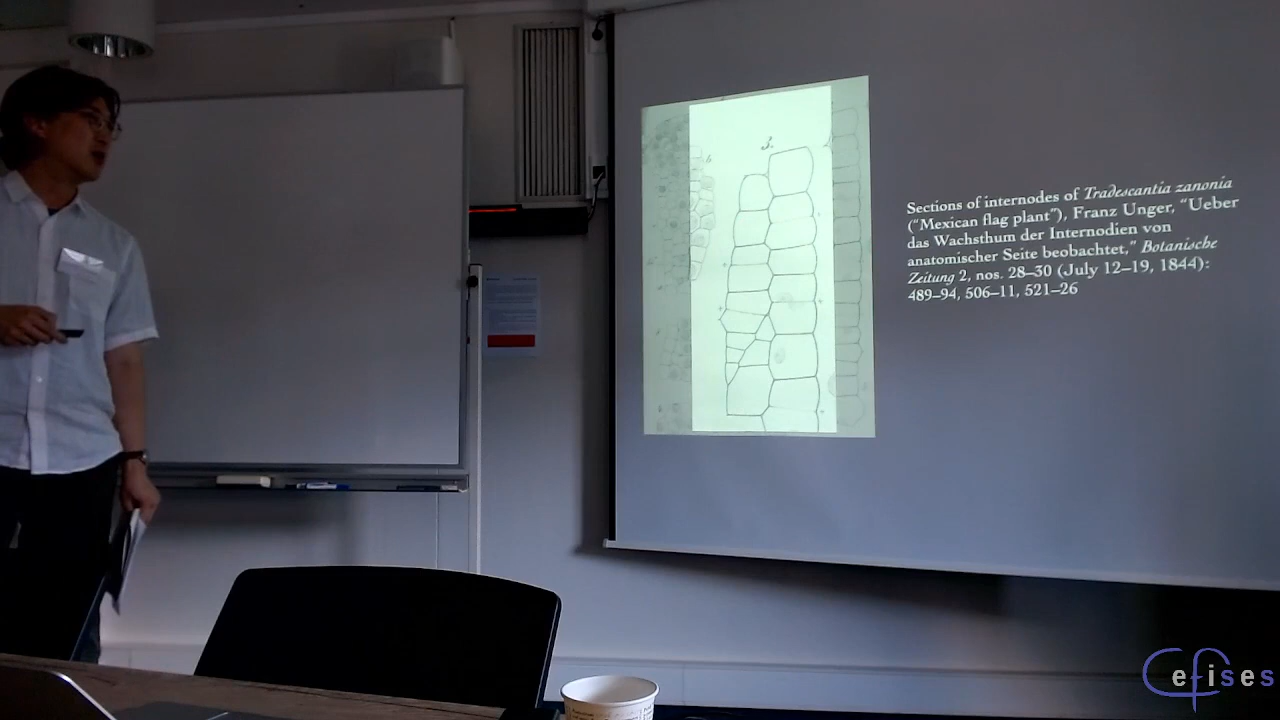 3.
b
Sections of internodes of Tradescantia zanonia
("Mexican flag plant"), Franz Unger, "Ueber
das Wachsthum der Internodien von
anatomischer Seite beobachtet," Botanische
Zeitung 2, nos. 28–30 (July 12–19, 1844):
489–94, 506–11, 521–26
efises